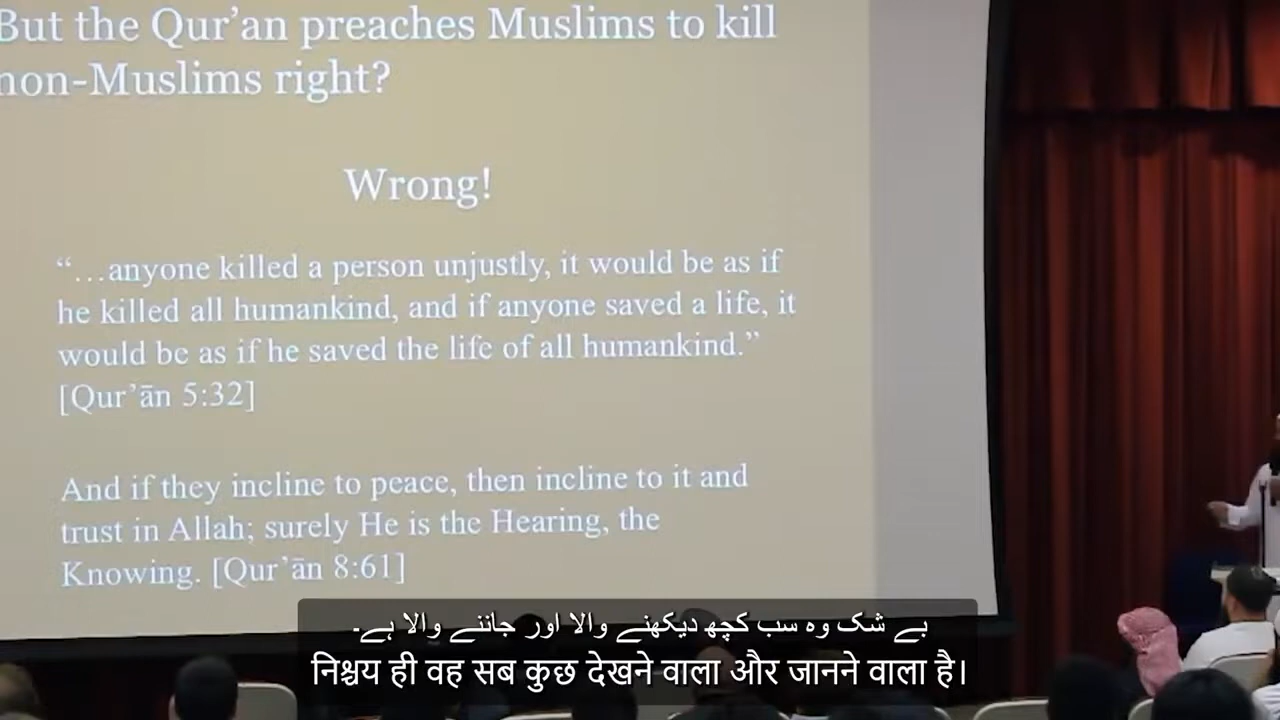 But the Qur’an preaches Muslims to kill
non-Muslims right?
Wrong!
“…anyone killed a person unjustly, it would be as if
he killed all humankind, and if anyone saved a life, it
would be as if he saved the life of all humankind.”
[Qur’ān 5:32]
And if they incline to peace, then incline to it and
trust in Allah; surely He is the Hearing, the
Knowing. [Qur’ān 8:61]
بے شک وہ سب کچھ دیکھنے والا اور جاننے والا ہے۔
निश्चय ही वह सब कुछ देखने वाला और जानने वाला है।